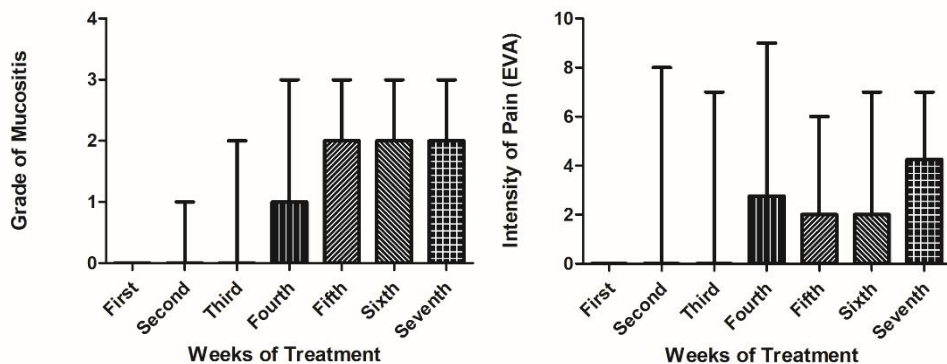 Grade of Mucositis
4
3
2
1
0
First
Second
Third
Fourth
Fifth
Sixth
Seventh
Weeks of Treatment
Intensity of Pain (EVA)
10
8
6
4
2
0
First
Second
Third
Fourth
Fifth
Sixth
Seventh
Weeks of Treatment